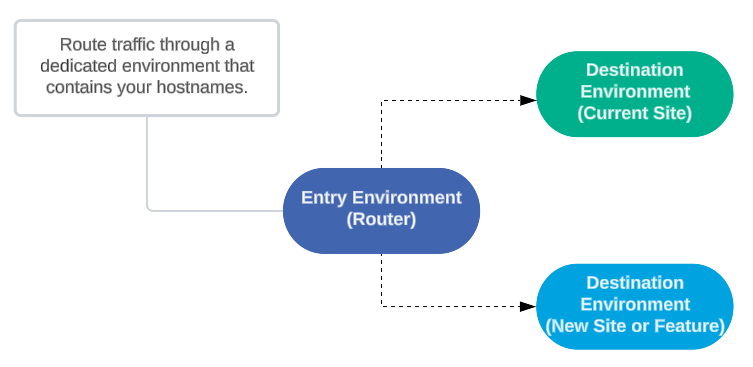 Route traffic through a
dedicated environment that
contains your hostnames.
Destination
Environment
(Current Site)
Entry Environment
(Router)
Destination
Environment
(New Site or Feature)